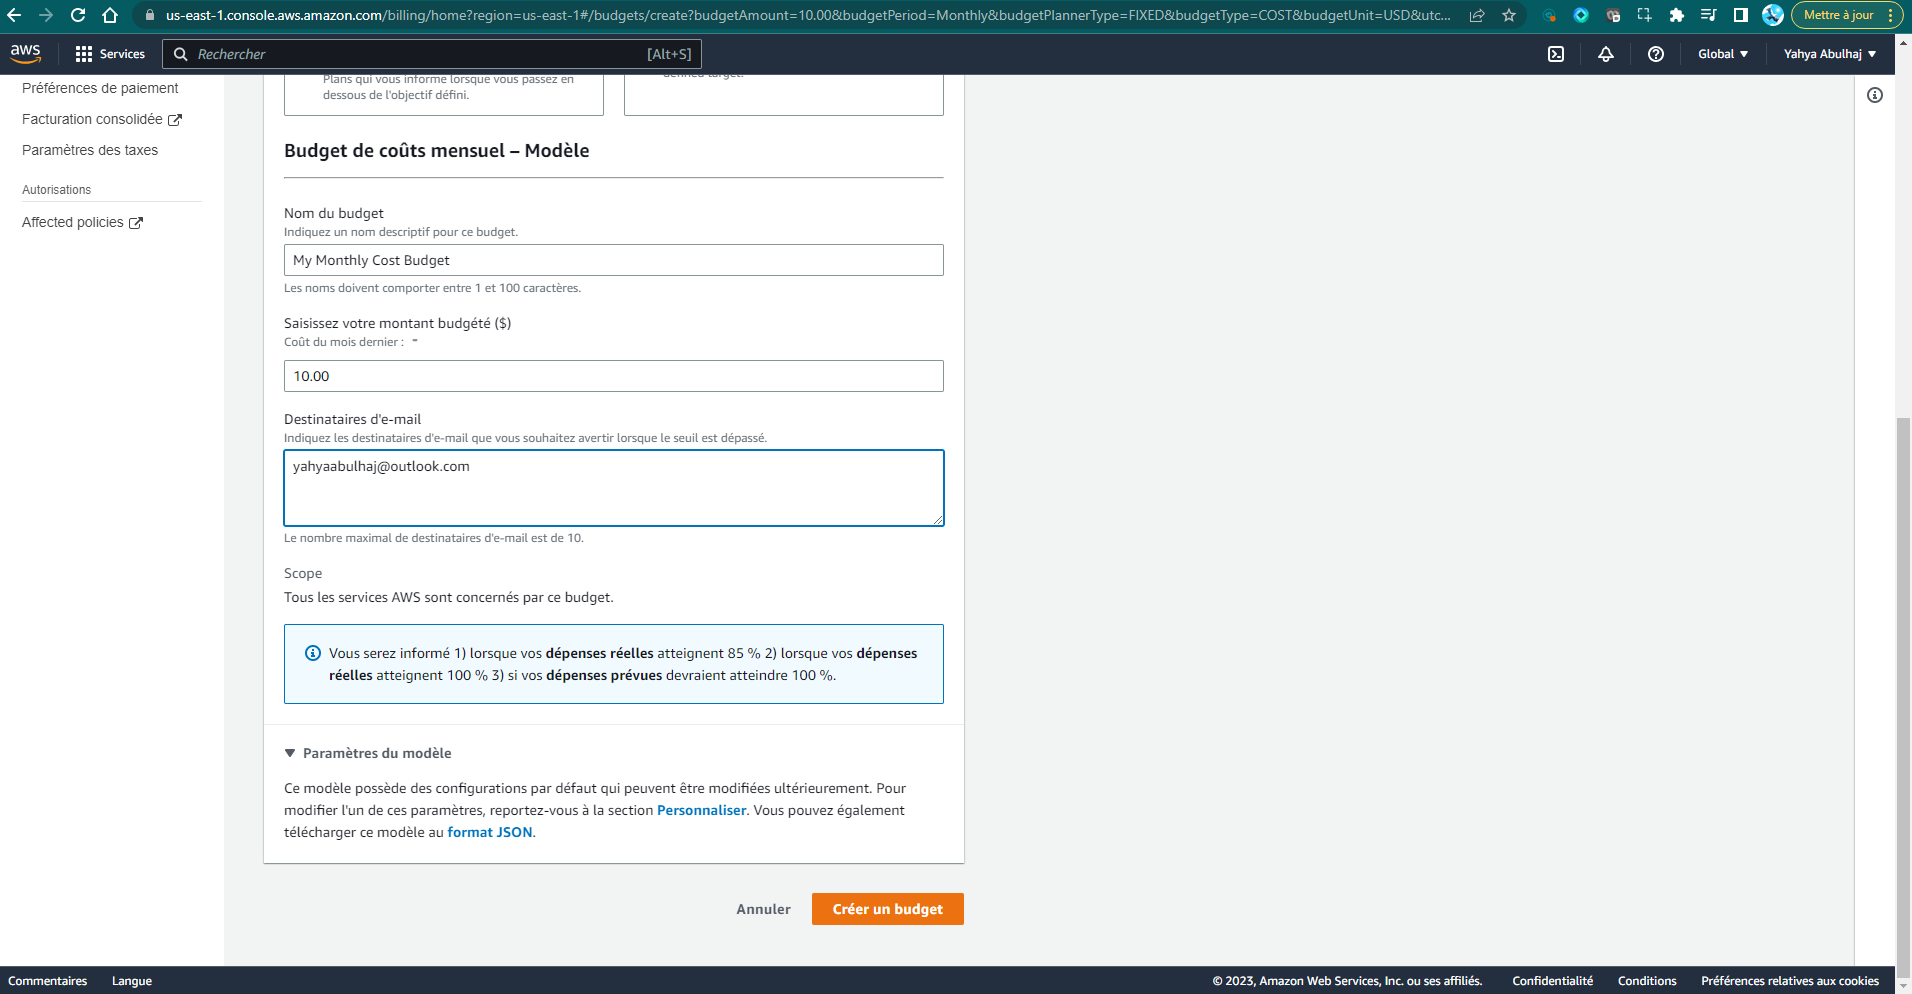 us-east-1.console.aws.amazon.com/billing/home?region=us-east-1#/budgets/create?budgetAmount=10.00&budgetPeriod=Monthly&budgetPlannerType=FIXED&budgetType=COST&budgetUnit=USD&utc...
Mettre à jour
aws
Services
Rechercher
[Alt+S]
Global
Yahya Abulhaj
Préférences de paiement
Facturation consolidée
Paramètres des taxes
Autorisations
Affected policies
Plans qui vous informe lorsque vous passez en
dessous de l'objectif défini.
defined target.
Budget de coûts mensuel – Modèle
Nom du budget
Indiquez un nom descriptif pour ce budget.
My Monthly Cost Budget
Les noms doivent comporter entre 1 et 100 caractères.
Saisissez votre montant budgété ($)
Coût du mois dernier : -
10.00
Destinataires d'e-mail
Indiquez les destinataires d'e-mail que vous souhaitez avertir lorsque le seuil est dépassé.
yahyaabulhaj@outlook.com
Le nombre maximal de destinataires d'e-mail est de 10.
Scope
Tous les services AWS sont concernés par ce budget.
Vous serez informé 1) lorsque vos dépenses réelles atteignent 85 % 2) lorsque vos dépenses
réelles atteignent 100 % 3) si vos dépenses prévues devraient atteindre 100 %.
Paramètres du modèle
Ce modèle possède des configurations par défaut qui peuvent être modifiées ultérieurement. Pour
modifier l'un de ces paramètres, reportez-vous à la section Personnaliser. Vous pouvez également
télécharger ce modèle au format JSON.
Annuler
Créer un budget
Commentaires
Langue
© 2023, Amazon Web Services, Inc. ou ses affiliés.
Confidentialité
Conditions
Préférences relatives aux cookies